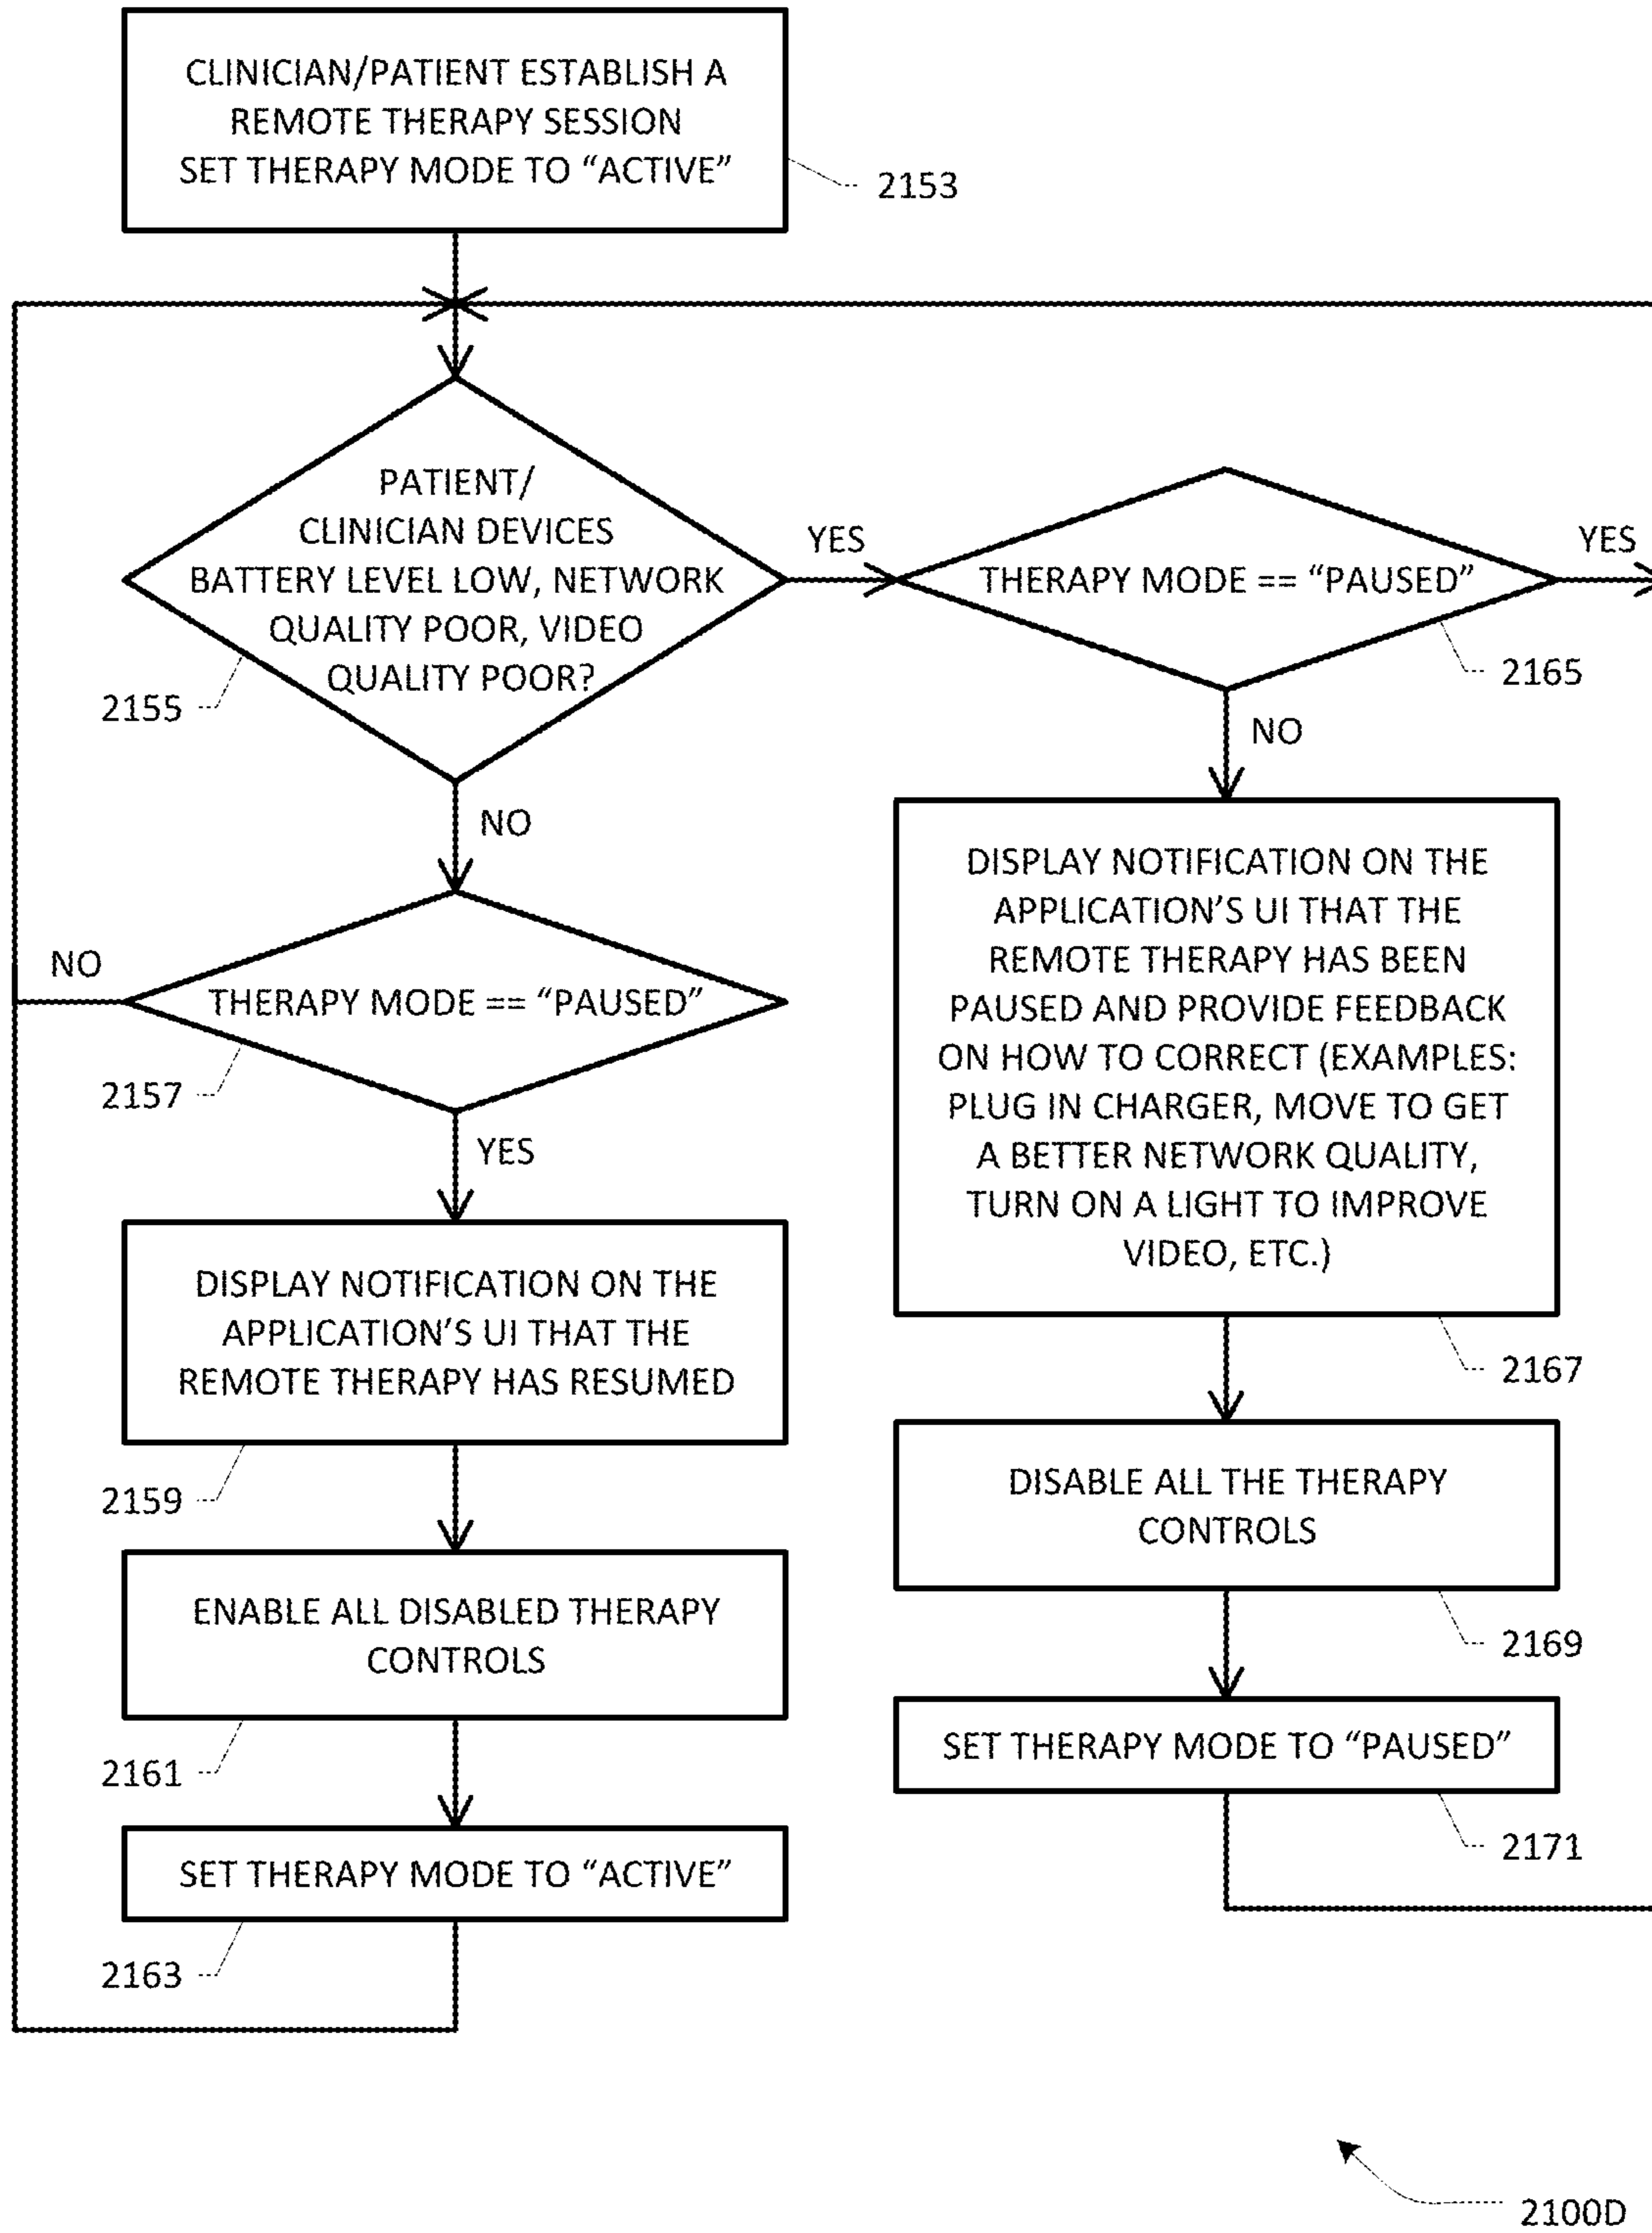 CLINICIAN/PATIENT ESTABLISH A
REMOTE THERAPY SESSION
SET THERAPY MODE TO “ACTIVE”
2153
PATIENT/
CLINICIAN DEVICES
BATTERY LEVEL LOW, NETWORK
QUALITY POOR, VIDEO
QUALITY POOR?
2155
YES
THERAPY MODE == “PAUSED”
2165
YES
NO
NO
THERAPY MODE == “PAUSED”
2157
NO
YES
DISPLAY NOTIFICATION ON THE
APPLICATION’S UI THAT THE
REMOTE THERAPY HAS RESUMED
2159
ENABLE ALL DISABLED THERAPY
CONTROLS
2161
SET THERAPY MODE TO “ACTIVE”
2163
DISPLAY NOTIFICATION ON THE
APPLICATION’S UI THAT THE
REMOTE THERAPY HAS BEEN
PAUSED AND PROVIDE FEEDBACK
ON HOW TO CORRECT (EXAMPLES:
PLUG IN CHARGER, MOVE TO GET
A BETTER NETWORK QUALITY,
TURN ON A LIGHT TO IMPROVE
VIDEO, ETC.)
2167
DISABLE ALL THE THERAPY
CONTROLS
2169
SET THERAPY MODE TO “PAUSED”
2171
2100D